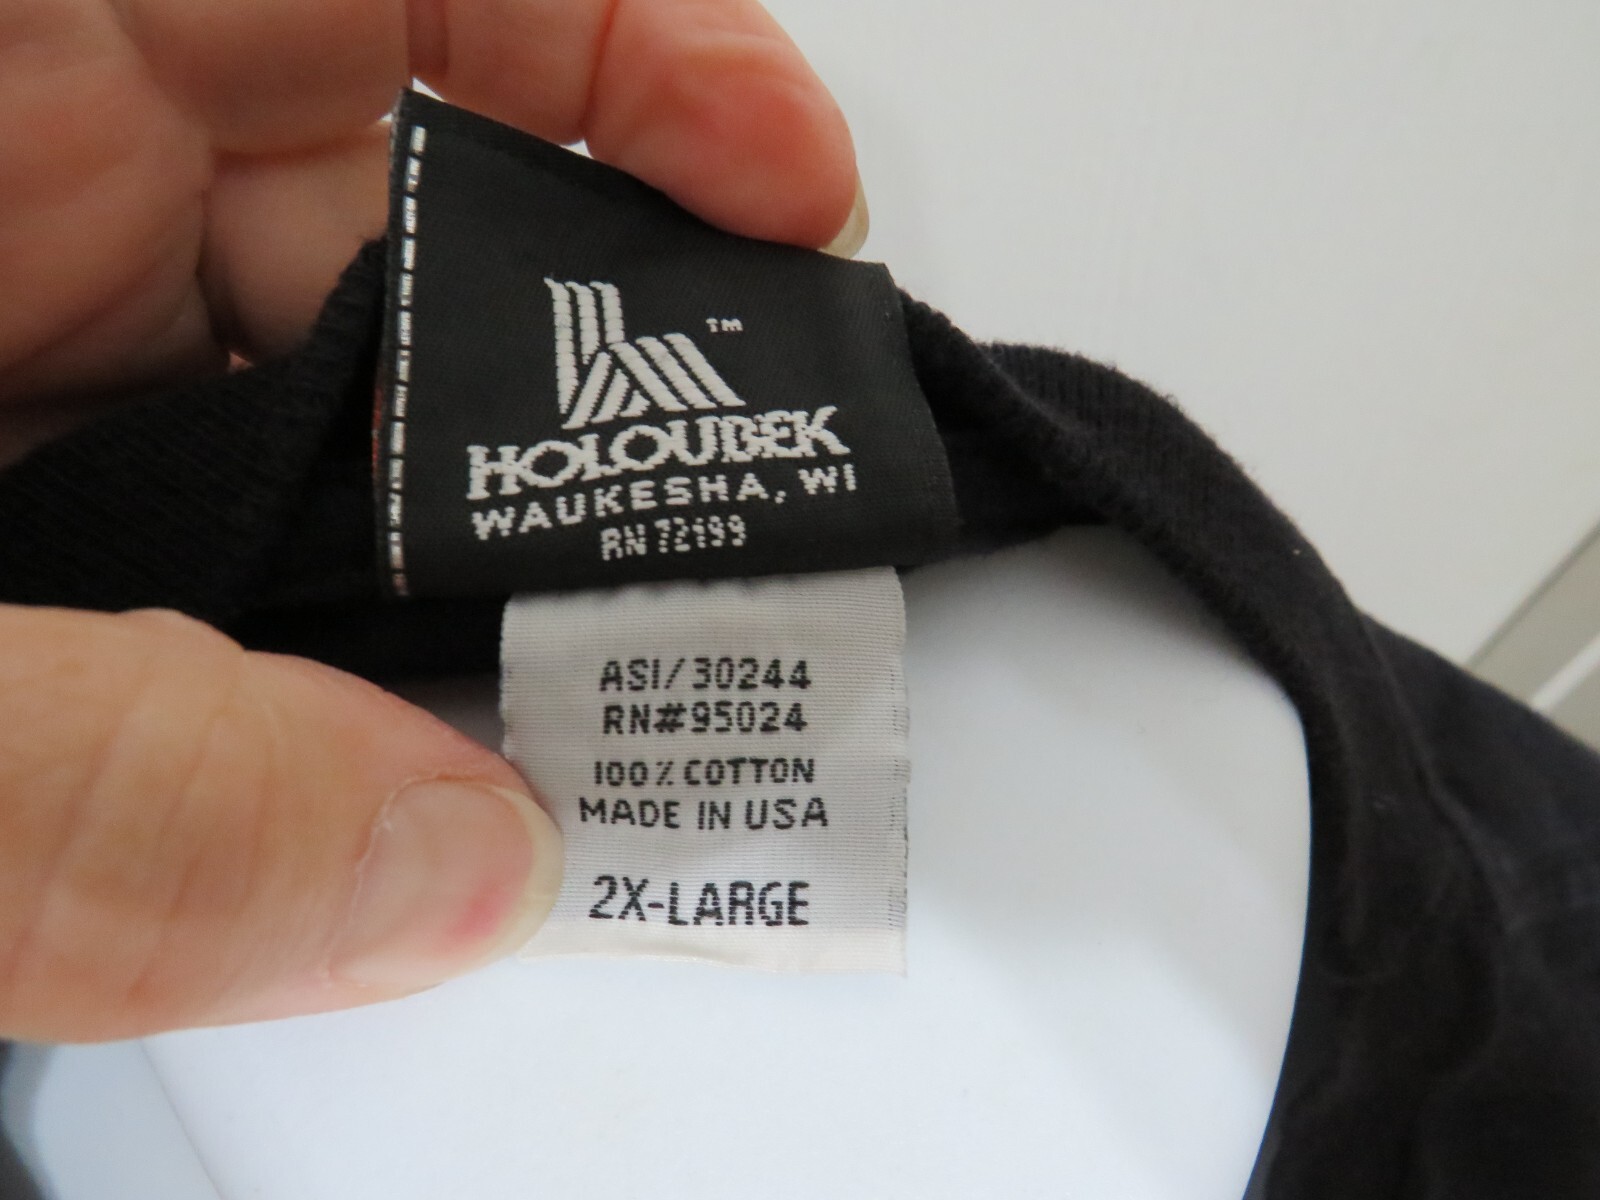 TM
HOLOUBEK
WAUKESHA, WI
RN 72199
ASI/30244
RN#95024
100% COTTON
MADE IN USA
2X-LARGE